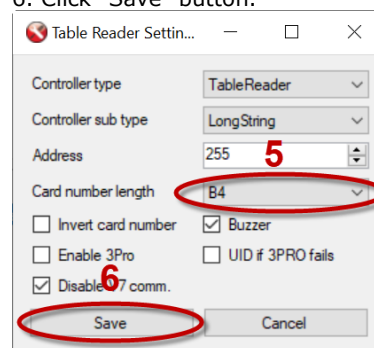 6. Click "Save" button.
Table Reader Settin...
Controller type TableReader
Controller sub type LongString
Address 255 5
Card number length B4
Invert card number Buzzer
Enable 3Pro UID if 3PRO fails
6
Disable 7 comm.
Save Cancel